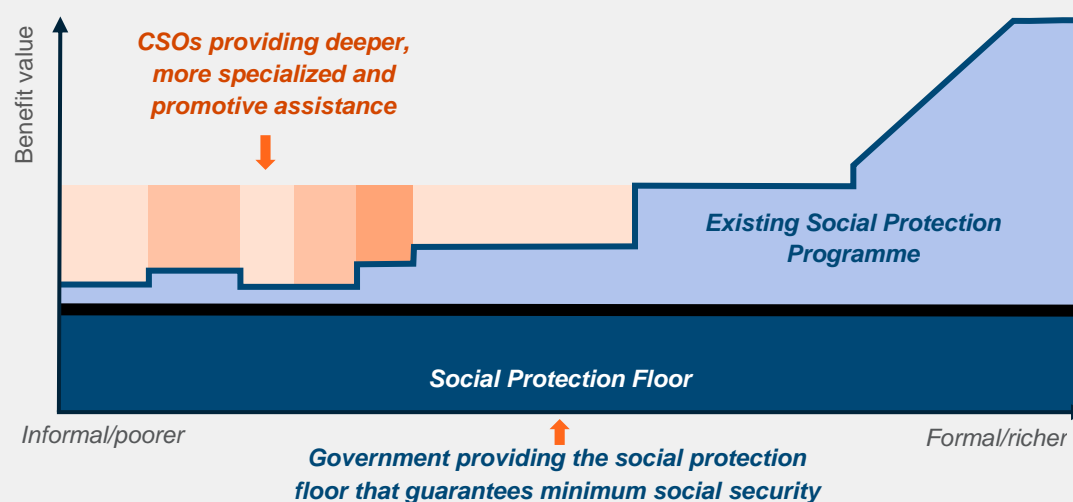 CSOs providing deeper,
more specialized and
promotive assistance
Benefit value
Existing Social Protection
Programme
Social Protection Floor
Informal/poorer
Formal/richer
Government providing the social protection
floor that guarantees minimum social security